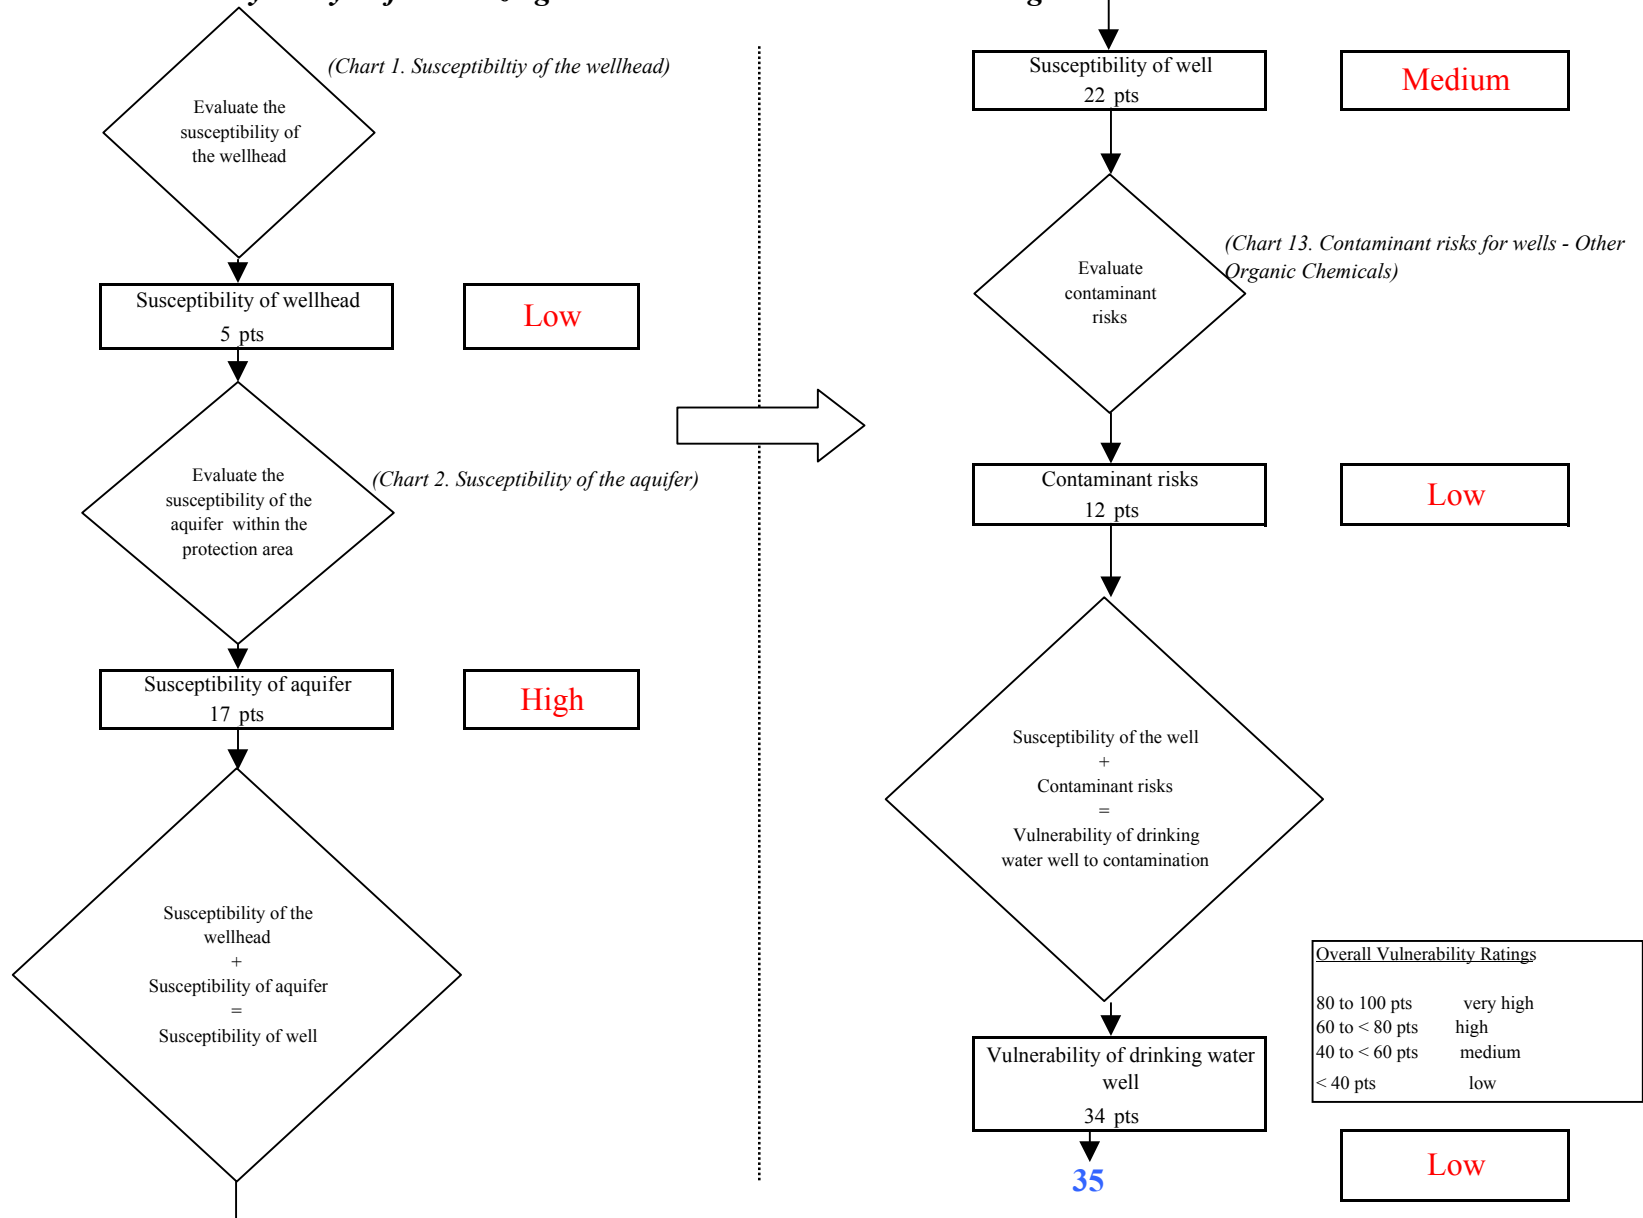 (Chart 1. Susceptibiltiy of the wellhead)
Evaluate the
susceptibility of
the wellhead
Susceptibility of wellhead
5 pts
Low
Evaluate the
susceptibility of the
aquifer within the
protection area
(Chart 2. Susceptibility of the aquifer)
Susceptibility of aquifer
17 pts
High
Susceptibility of the
wellhead
+
Susceptibility of aquifer
=
Susceptibility of well
Susceptibility of well
22 pts
Medium
Evaluate
contaminant
risks
(Chart 13. Contaminant risks for wells - Other
Organic Chemicals)
Contaminant risks
12 pts
Low
Susceptibility of the well
+
Contaminant risks
=
Vulnerability of drinking
water well to contamination
Vulnerability of drinking water
well
34 pts
35
Overall Vulnerability Ratings
80 to 100 pts very high
60 to < 80 pts high
40 to < 60 pts medium
< 40 pts low
Low